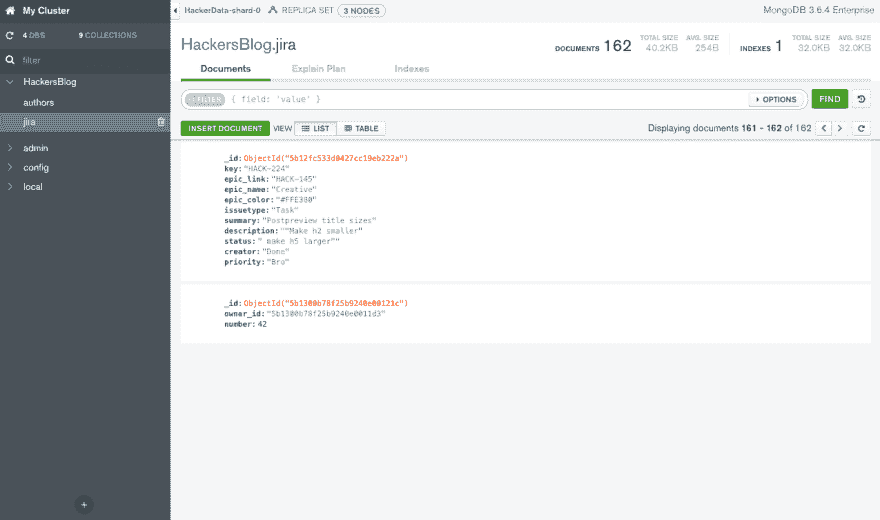 My Cluster
HackerData-shard-0 REPLICA SET 3 NODES
MongoDB 3.6.4 Enterprise
4 DBS 9 COLLECTIONS
filter
HackersBlog
authors
jira
admin
config
local
HackersBlog.jira
DOCUMENTS 162 TOTAL SIZE 40.2KB AVG. SIZE 254B INDEXES 1 TOTAL SIZE 32.0KB AVG. SIZE 32.0KB
Documents Explain Plan Indexes
FILTER { field: 'value' } OPTIONS FIND
INSERT DOCUMENT VIEW LIST TABLE Displaying documents 161 - 162 of 162
_id:ObjectId("5b12fc533d0427cc19eb222a")
key:"HACK-224"
epic_link:"HACK-145"
epic_name:"Creative"
epic_color:"#FFE380"
issuetype:"Task"
summary:"Postpreview title sizes"
description:""Make h2 smaller"
status:" make h5 larger""
creator:"Done"
priority:"Bro"
_id:ObjectId("5b1300b78f25b9240e00121c")
owner_id:"5b1300b78f25b9240e0011d3"
number:42